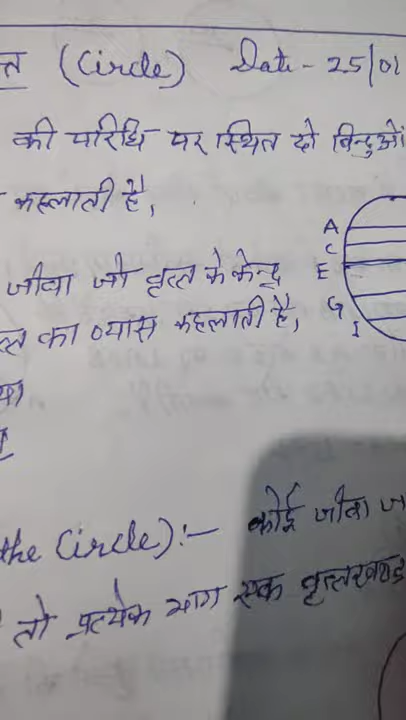 त्त (Circle) Date - 25/01
की परिधि पर स्थित दो बिन्दुओं
कहलाती है,
A
C
जीवा जो वृत्त के केन्द्र
E
त्त का व्यास कहलाती है,
G
I
या
the Circle):- कोई जीवा ज
तो प्रत्येक भाग एक वृत्तखण्ड